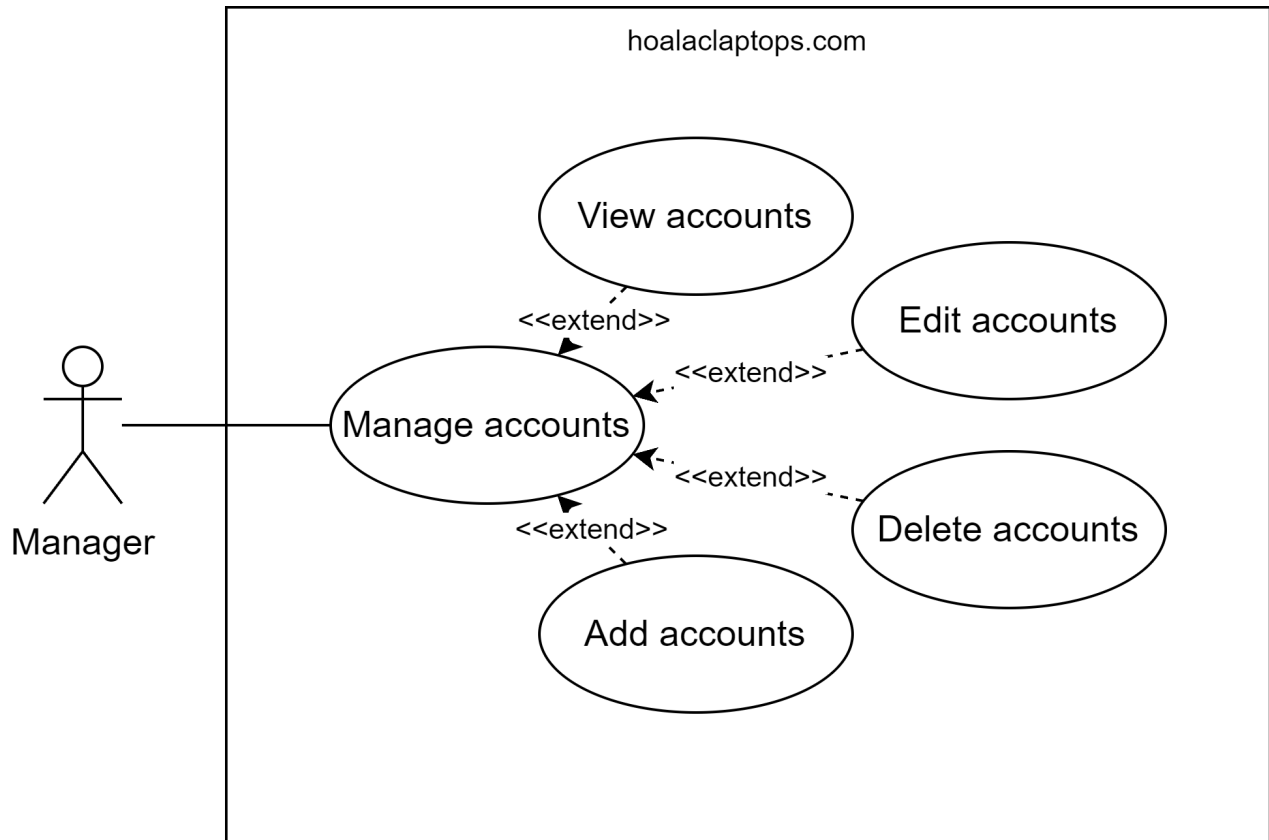 hoalaclaptops.com
View accounts
<<extend>>
Edit accounts
<<extend>>
Manage accounts
<<extend>>
Delete accounts
<<extend>>
Manager
Add accounts